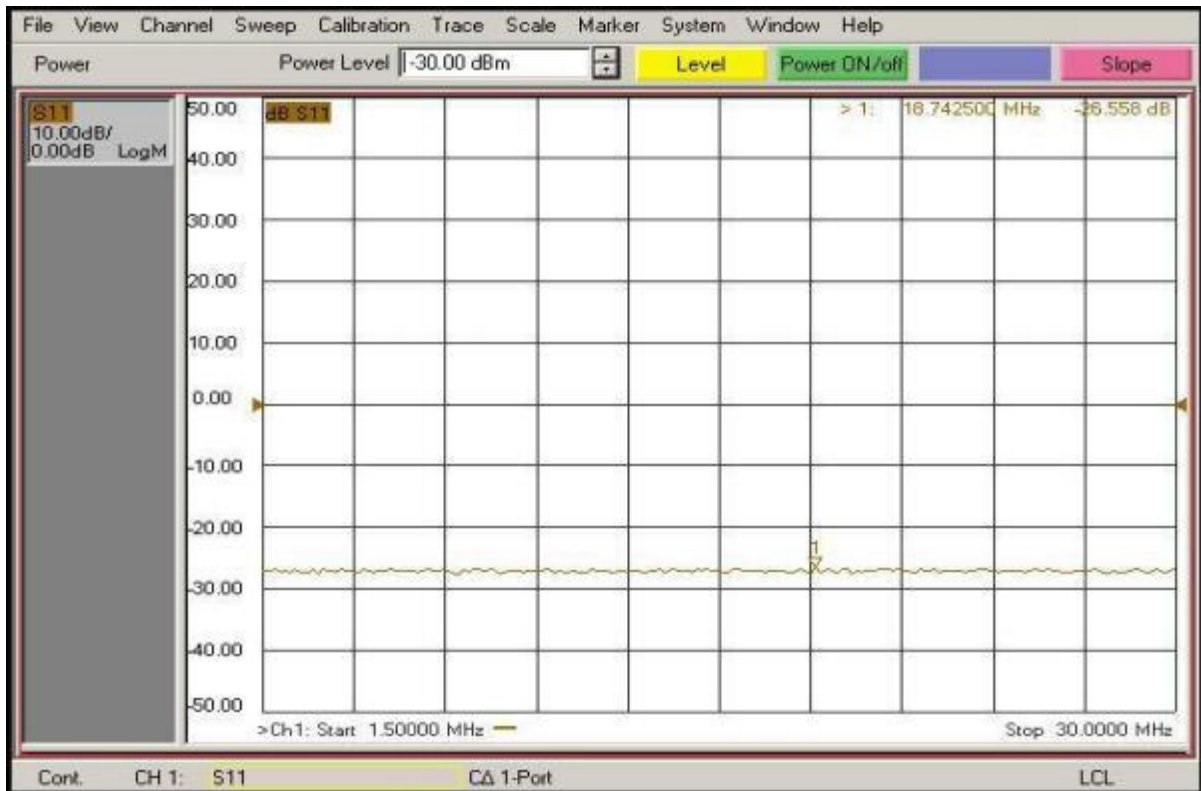 File View Channel Sweep Calibration Trace Scale Marker System Window Help
Power Power Level -30.00 dBm Level Power ON/off Slope
S11
10.00dB/
0.00dB LogM
dB S11
> 1: 18.742500 MHz -26.558 dB
50.00
40.00
30.00
20.00
10.00
0.00
-10.00
-20.00
-30.00
-40.00
-50.00
1
>Ch1: Start 1.50000 MHz Stop 30.0000 MHz
Cont. CH 1: S11 CΔ 1-Port LCL